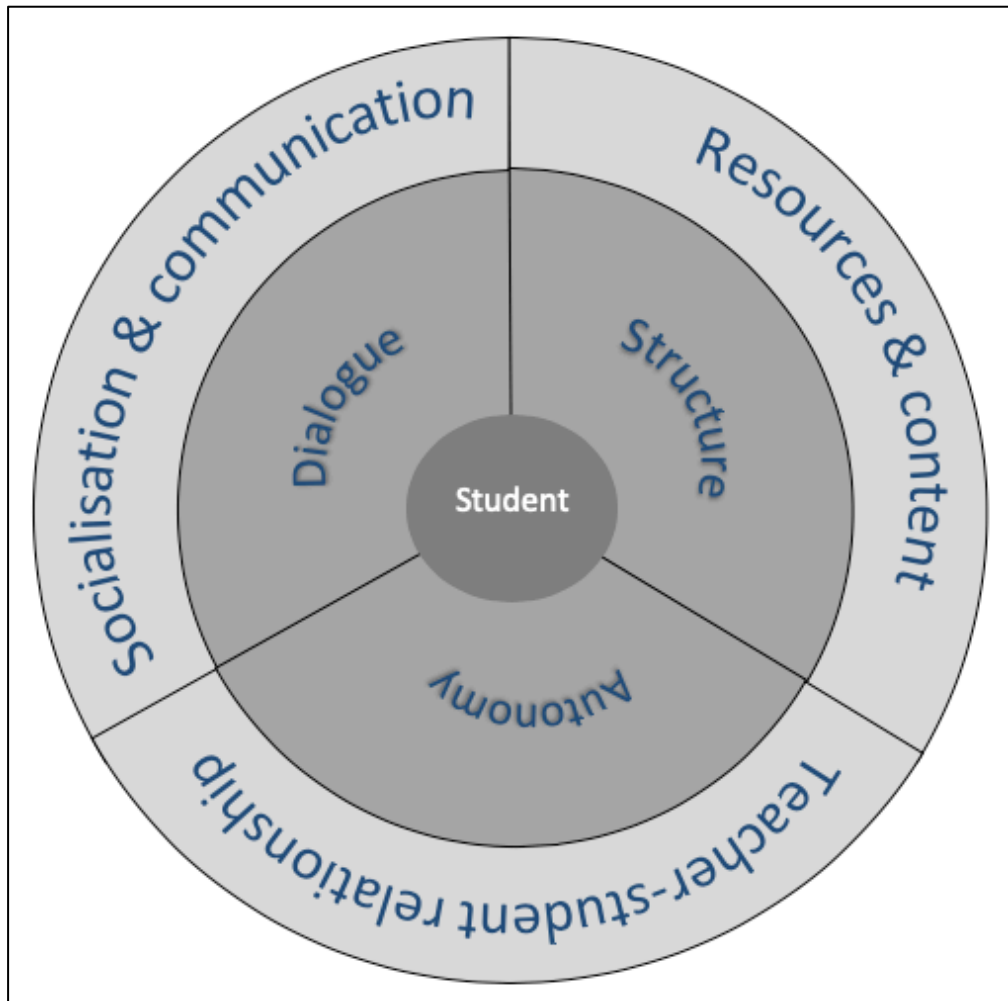 Socialisation & communication
Resources & content
Dialogue
Structure
Student
Autonomy
Teacher-student relationship